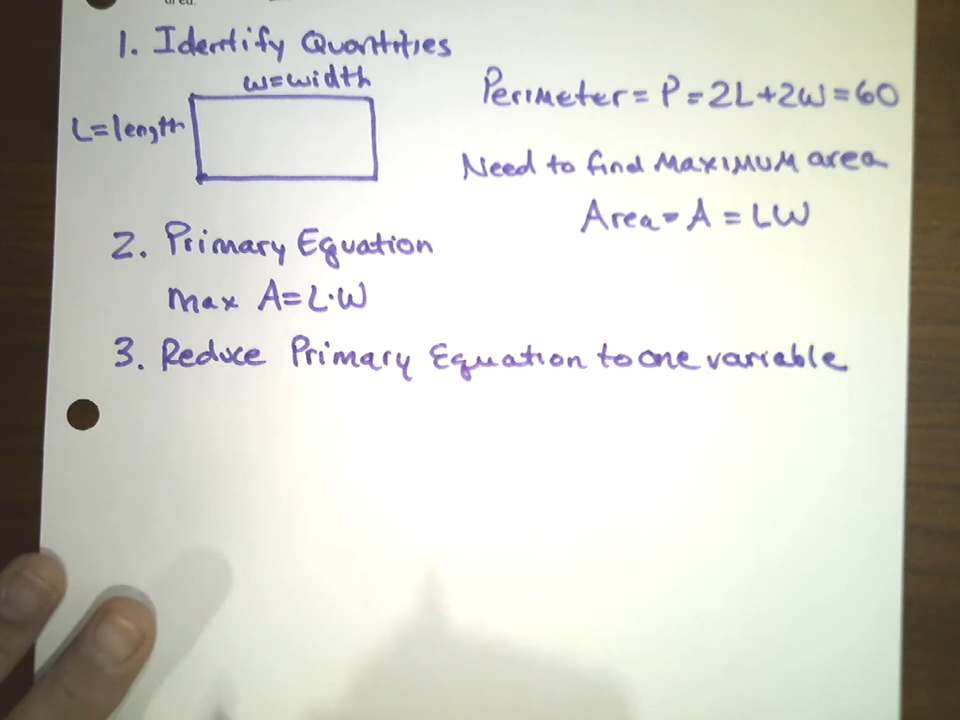 area.
1. Identify Quantities
w=width
L=length
Perimeter = P = 2L+2W = 60
Need to find MAXIMUM area
Area = A = LW
2. Primary Equation
max A=L·W
3. Reduce Primary Equation to one variable